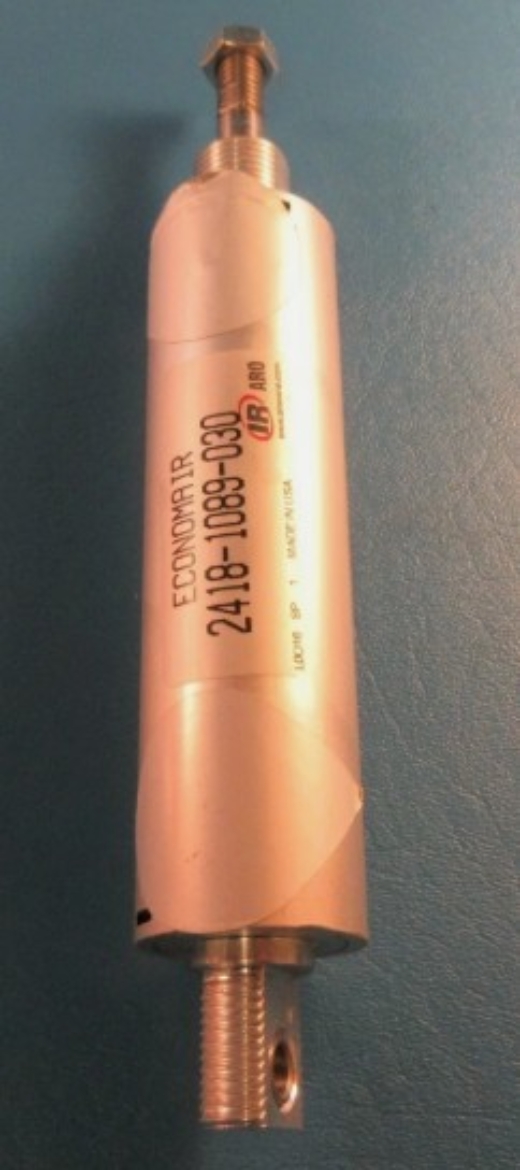 ECONOMAIR
2418-1089-030
IR ARO
MADE IN USA